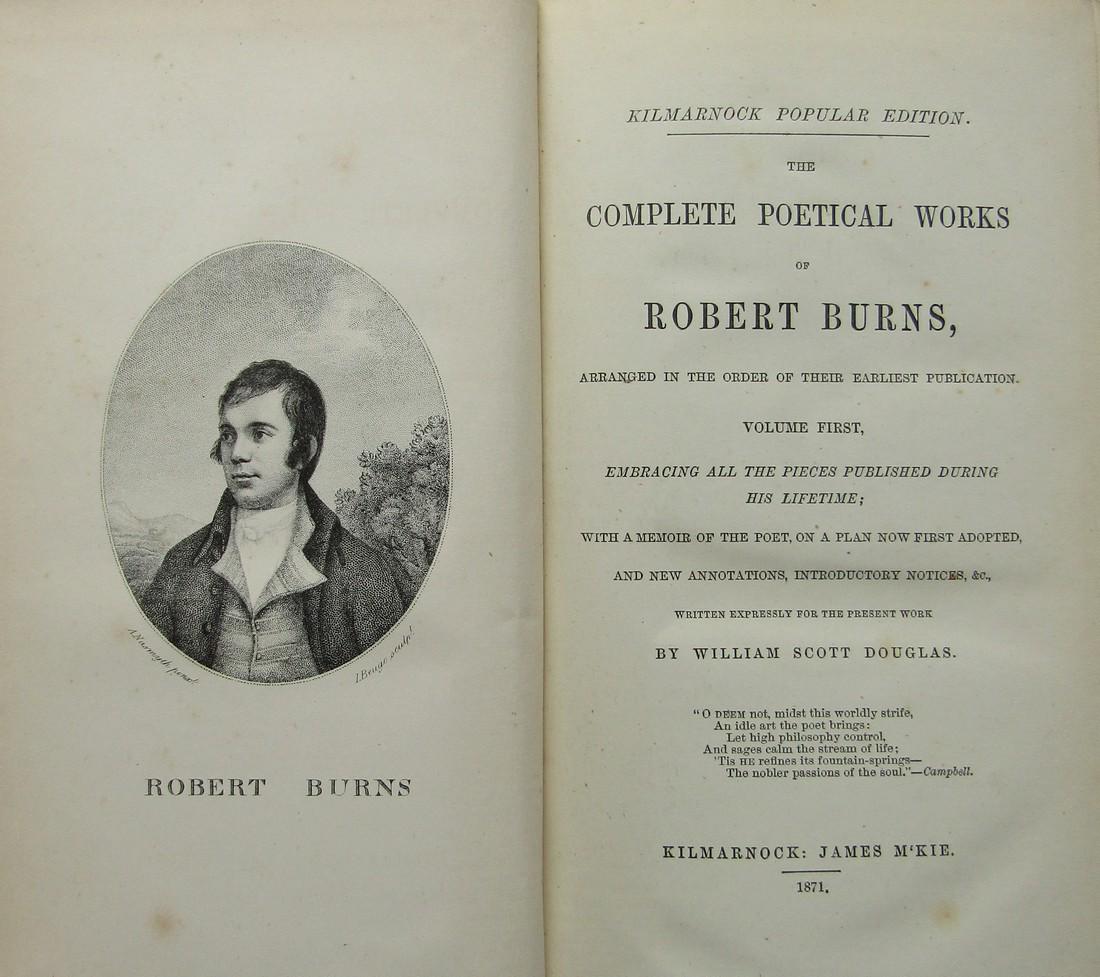 A. Nasmyth pinxt.
I. Beugo sculpt.
ROBERT BURNS
KILMARNOCK POPULAR EDITION.
THE
COMPLETE POETICAL WORKS
OF
ROBERT BURNS,
ARRANGED IN THE ORDER OF THEIR EARLIEST PUBLICATION.
VOLUME FIRST,
EMBRACING ALL THE PIECES PUBLISHED DURING
HIS LIFETIME;
WITH A MEMOIR OF THE POET, ON A PLAN NOW FIRST ADOPTED,
AND NEW ANNOTATIONS, INTRODUCTORY NOTICES, &c.,
WRITTEN EXPRESSLY FOR THE PRESENT WORK
BY WILLIAM SCOTT DOUGLAS.
“O DEEM not, midst this worldly strife,
An idle art the poet brings:
Let high philosophy control,
And sages calm the stream of life;
'Tis HE refines its fountain-springs—
The nobler passions of the soul.”—Campbell.
KILMARNOCK: JAMES M‘KIE.
1871.